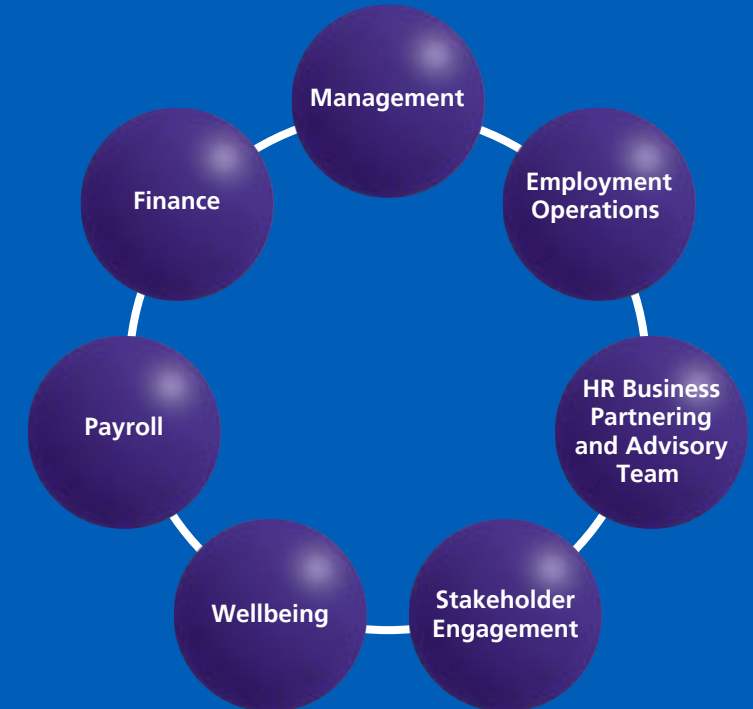 Management
Employment
Operations
HR Business
Partnering
and Advisory
Team
Stakeholder
Engagement
Wellbeing
Payroll
Finance